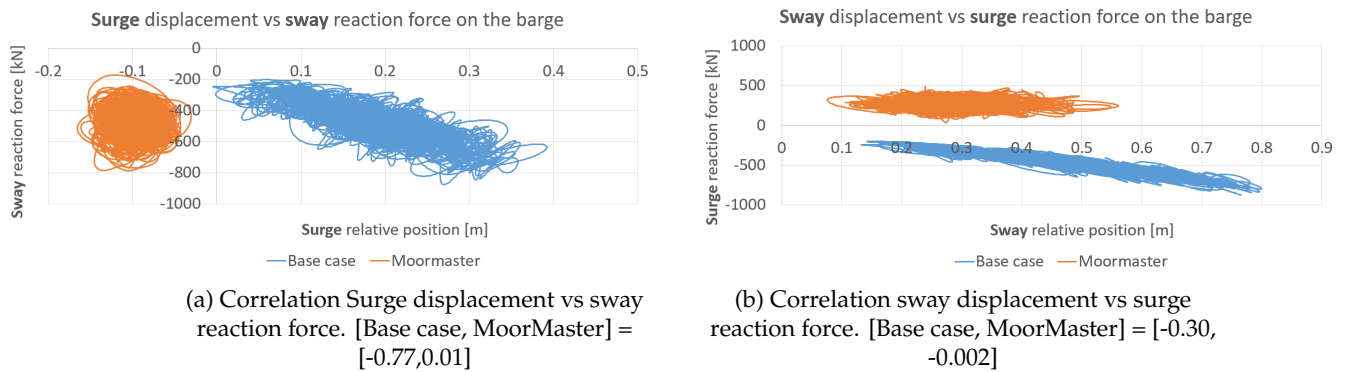 Surge displacement vs sway reaction force on the barge
Sway reaction force [kN]
0
-200
-400
-600
-800
-1000
-0.2
-0.1
0
0.1
0.2
0.3
0.4
0.5
Surge relative position [m]
Base case
Moormaster
(a) Correlation Surge displacement vs sway
reaction force. [Base case, MoorMaster] =
[-0.77,0.01]
Sway displacement vs surge reaction force on the barge
Surge reaction force [kN]
1000
500
0
-500
-1000
0
0.1
0.2
0.3
0.4
0.5
0.6
0.7
0.8
0.9
Sway relative position [m]
Base case
Moormaster
(b) Correlation sway displacement vs surge
reaction force. [Base case, MoorMaster] = [-0.30,
-0.002]